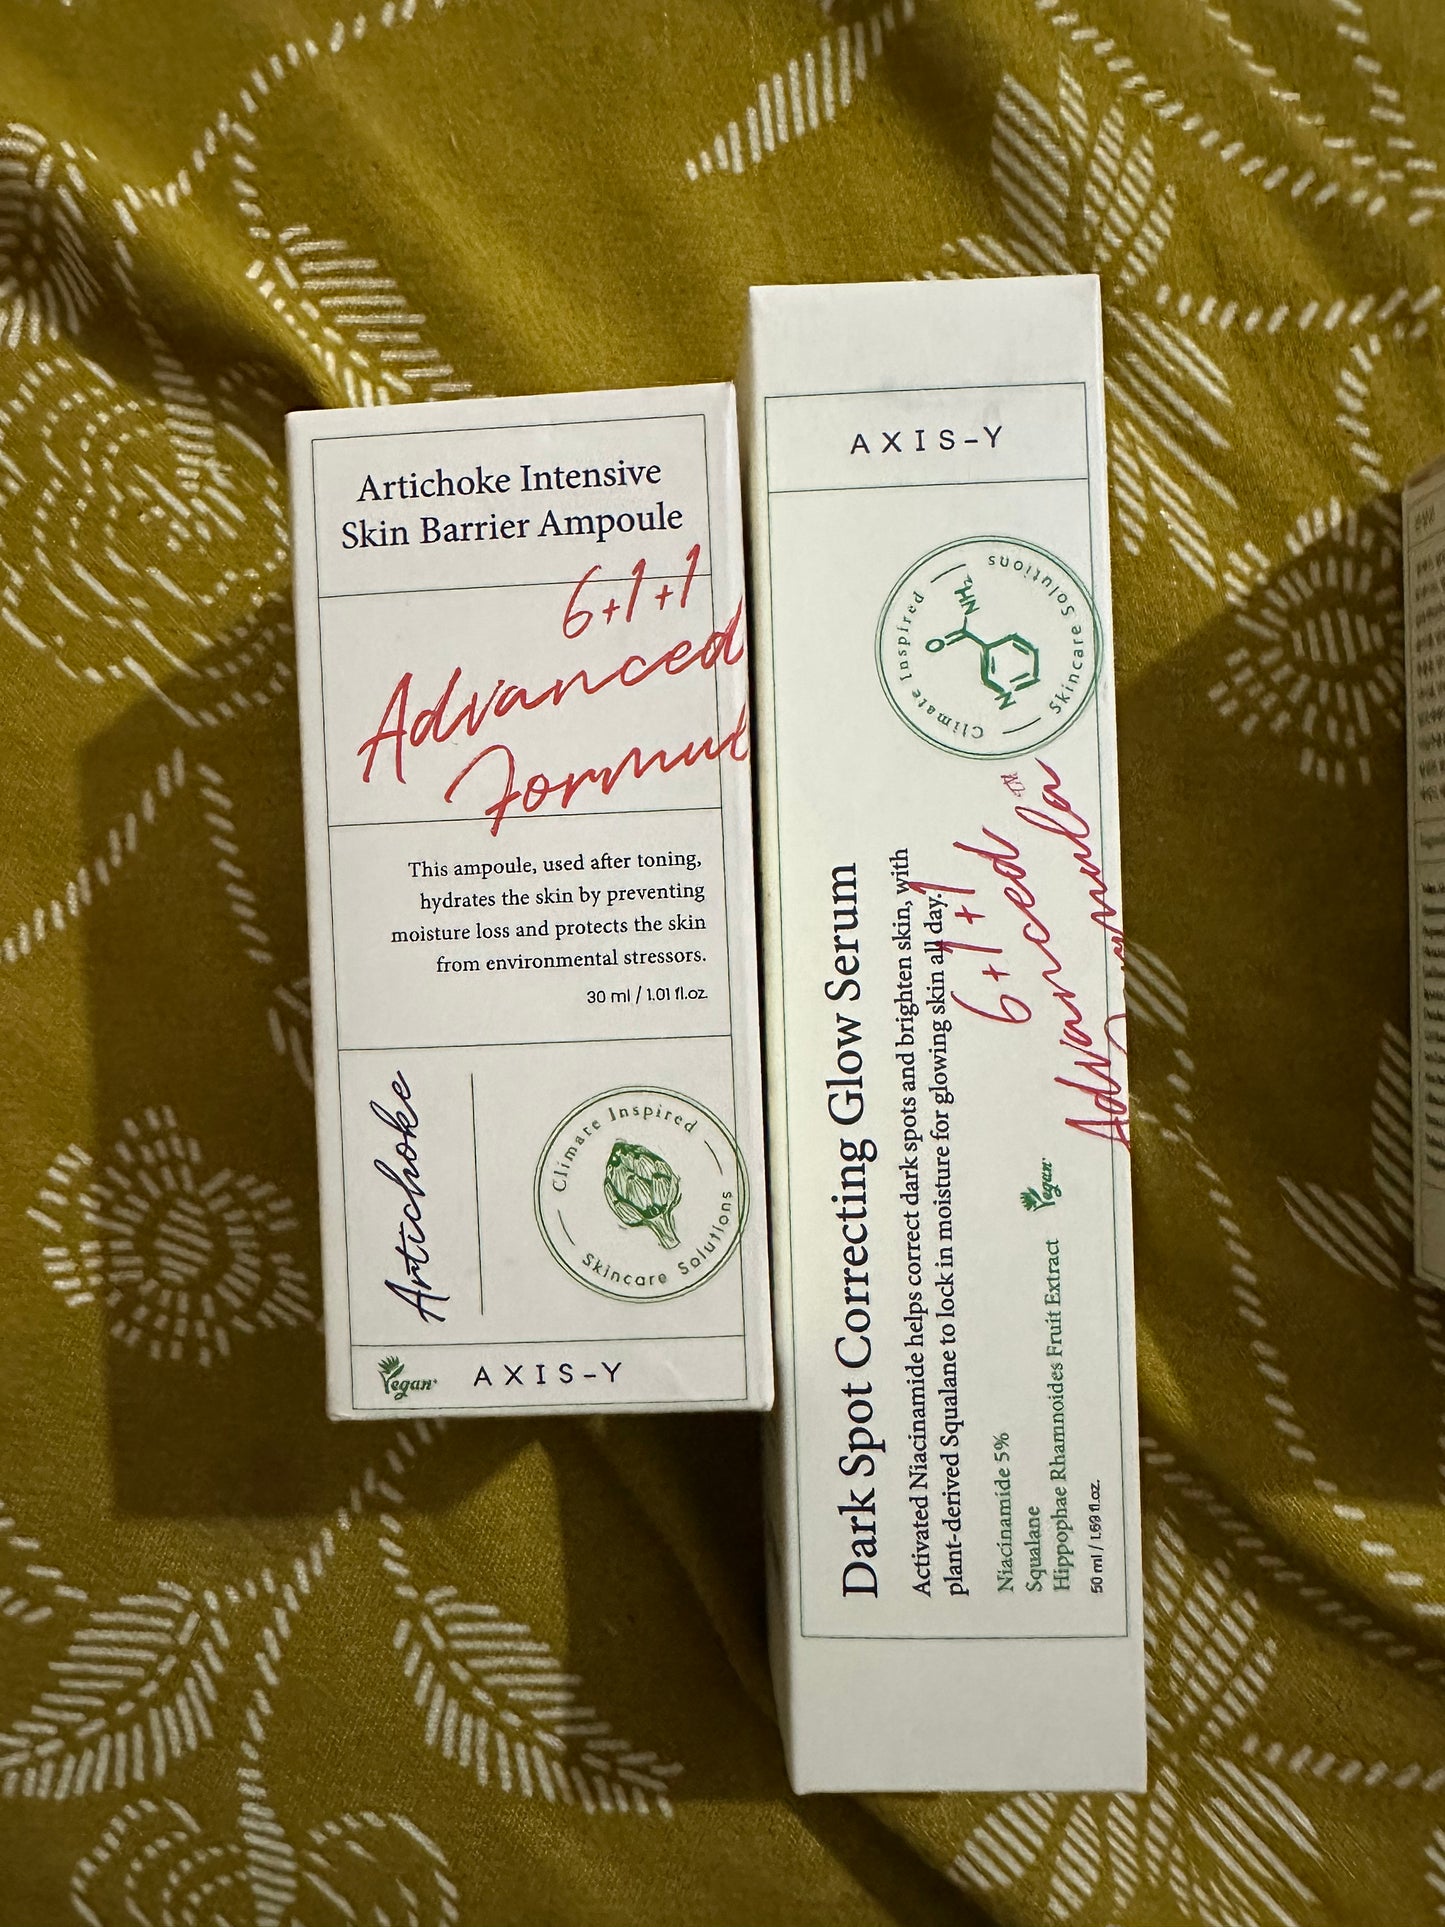 Artichoke Intensive
Skin Barrier Ampoule
6+1+1
Advanced
Formul
This ampoule, used after toning,
hydrates the skin by preventing
moisture loss and protects the skin
from environmental stressors.
30 ml / 1.01 fl.oz.
Artichoke
Climate Inspired
Skincare Solutions
Vegan
AXIS-Y
AXIS-Y
Climate Inspired
Skincare Solutions
NH₂
O
N
Dark Spot Correcting Glow Serum
Activated Niacinamide helps correct dark spots and brighten skin, with
plant-derived Squalane to lock in moisture for glowing skin all day.
6+1+1
Advanced
Formula
Niacinamide 5%
Squalane
Hippophae Rhamnoides Fruit Extract
Vegan
50 ml / 1.69 fl.oz.